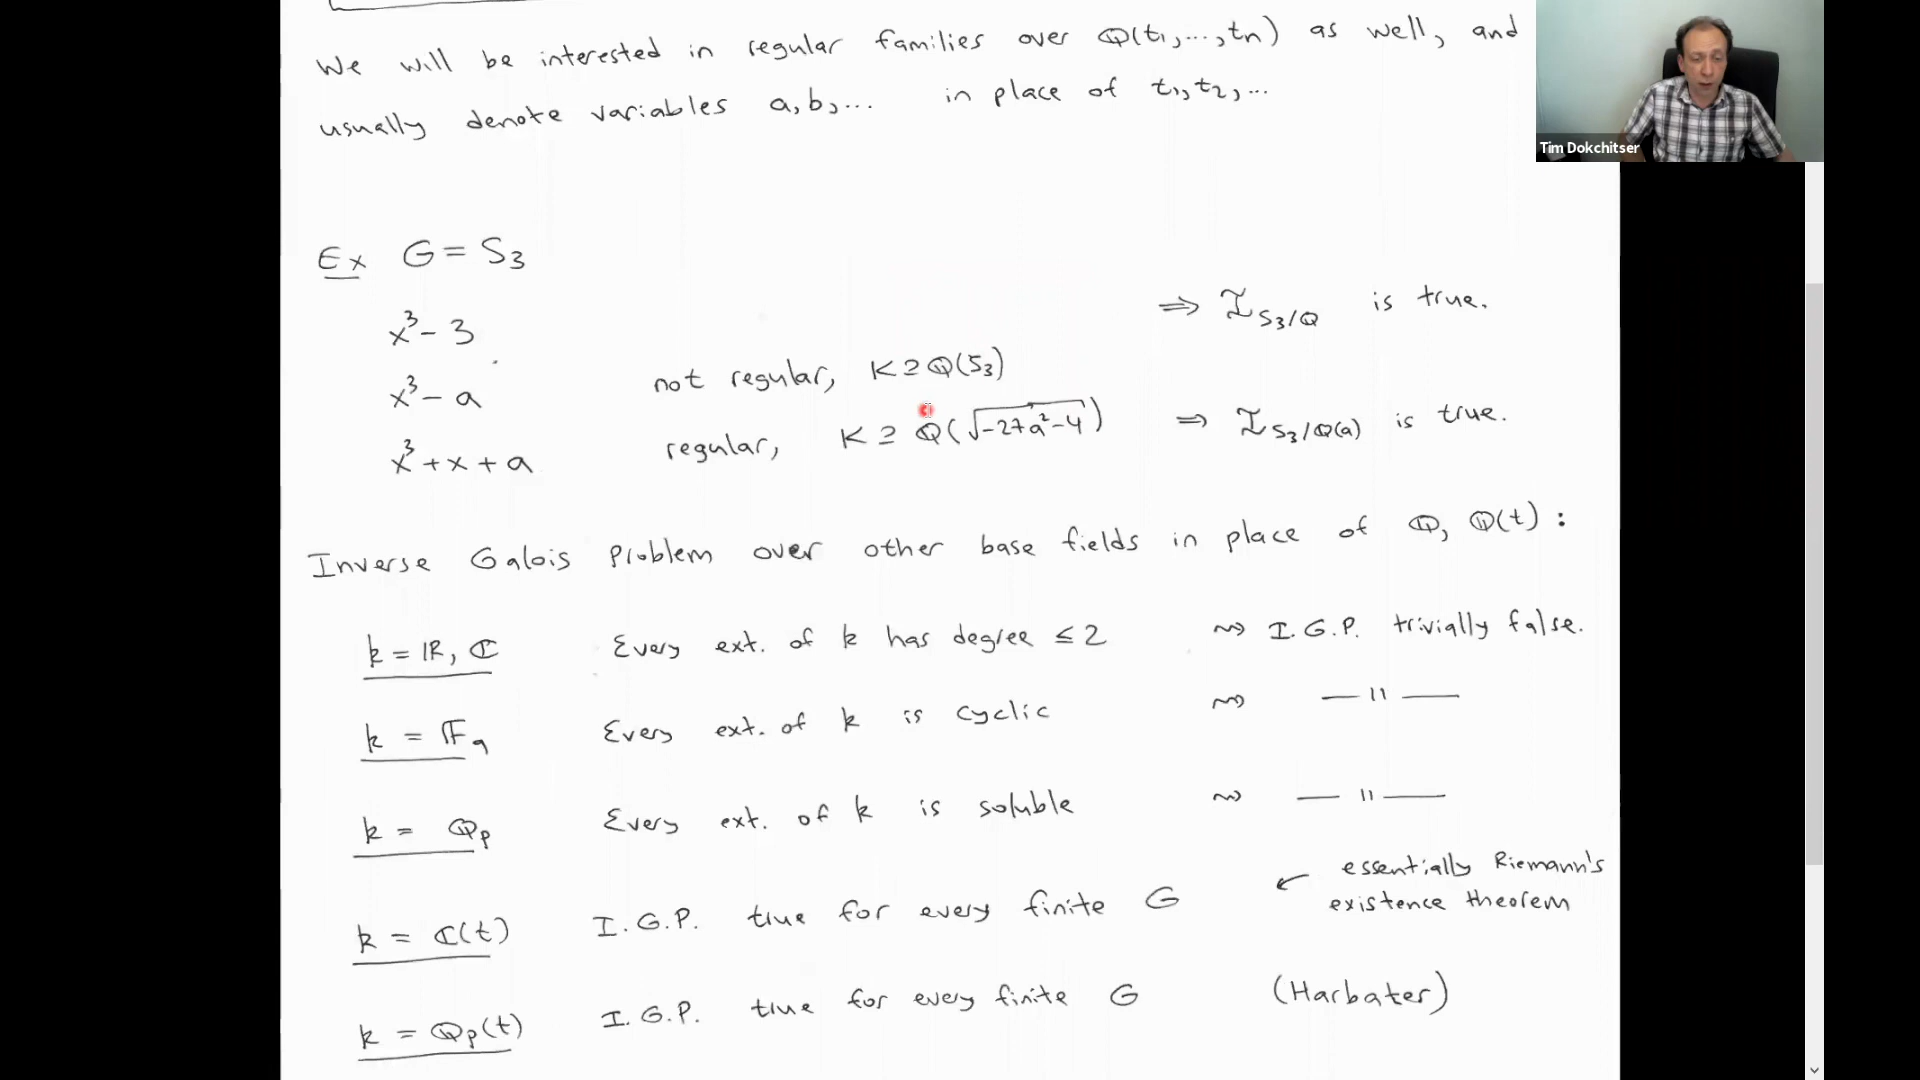 We will be interested in regular families over ℚ(t₁,...,tₙ) as well, and
usually denote variables a,b,... in place of t₁,t₂,...
Tim Dokchitser
Ex G = S₃
x³ - 3 ⇒ I_{S₃/ℚ} is true.
x³ - a not regular, K ⊇ ℚ(ζ₃)
x³ + x + a regular, K ⊇ ℚ(√(-27a²-4)) ⇒ I_{S₃/ℚ(a)} is true.
Inverse Galois Problem over other base fields in place of ℚ, ℚ(t) :
k = ℝ, ℂ Every ext. of k has degree ≤ 2 ⇝ I.G.P. trivially false.
k = 𝔽_q Every ext. of k is cyclic ⇝ — 11 —
k = ℚₚ Every ext. of k is soluble ⇝ — 11 —
k = ℂ(t) I.G.P. true for every finite G ↙ essentially Riemann's
existence theorem
k = ℚₚ(t) I.G.P. true for every finite G (Harbater)